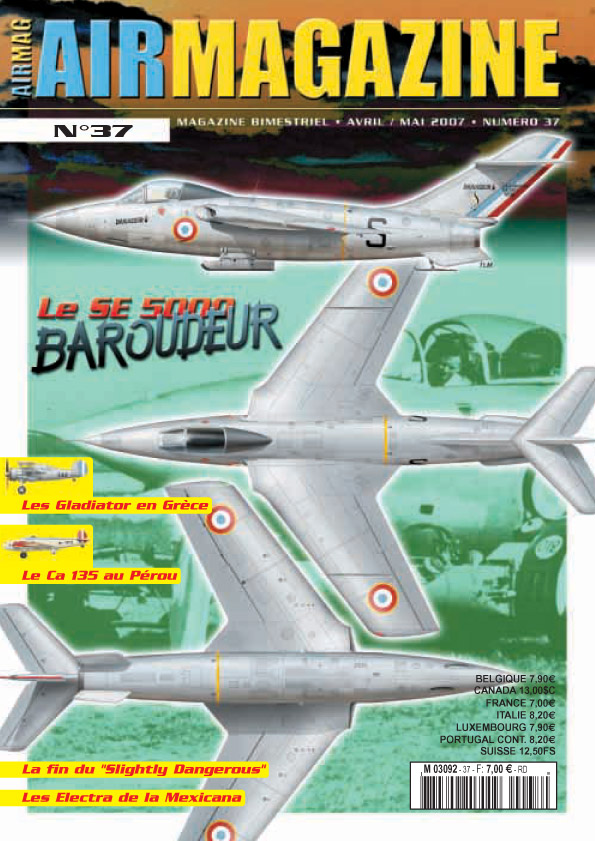 AIRMAG
AIRMAGAZINE
N°37
MAGAZINE BIMESTRIEL • AVRIL / MAI 2007 • NUMÉRO 37
BAROUDEUR
BAROUDEUR
S
Le SE 5000
BAROUDEUR
Les Gladiator en Grèce
Le Ca 135 au Pérou
BELGIQUE 7,90€
CANADA 13,00$C
FRANCE 7,00€
ITALIE 8,20€
LUXEMBOURG 7,90€
PORTUGAL CONT. 8,20€
SUISSE 12,50FS
La fin du "Slightly Dangerous"
Les Electra de la Mexicana
M 03092 - 37 - F: 7,00 € - RD